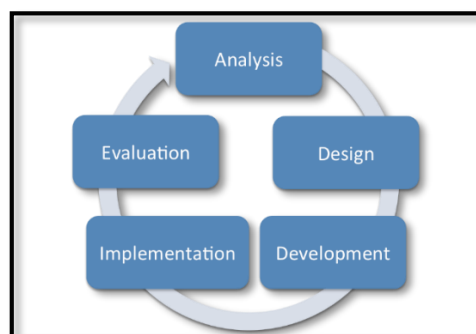 Analysis
Design
Development
Implementation
Evaluation